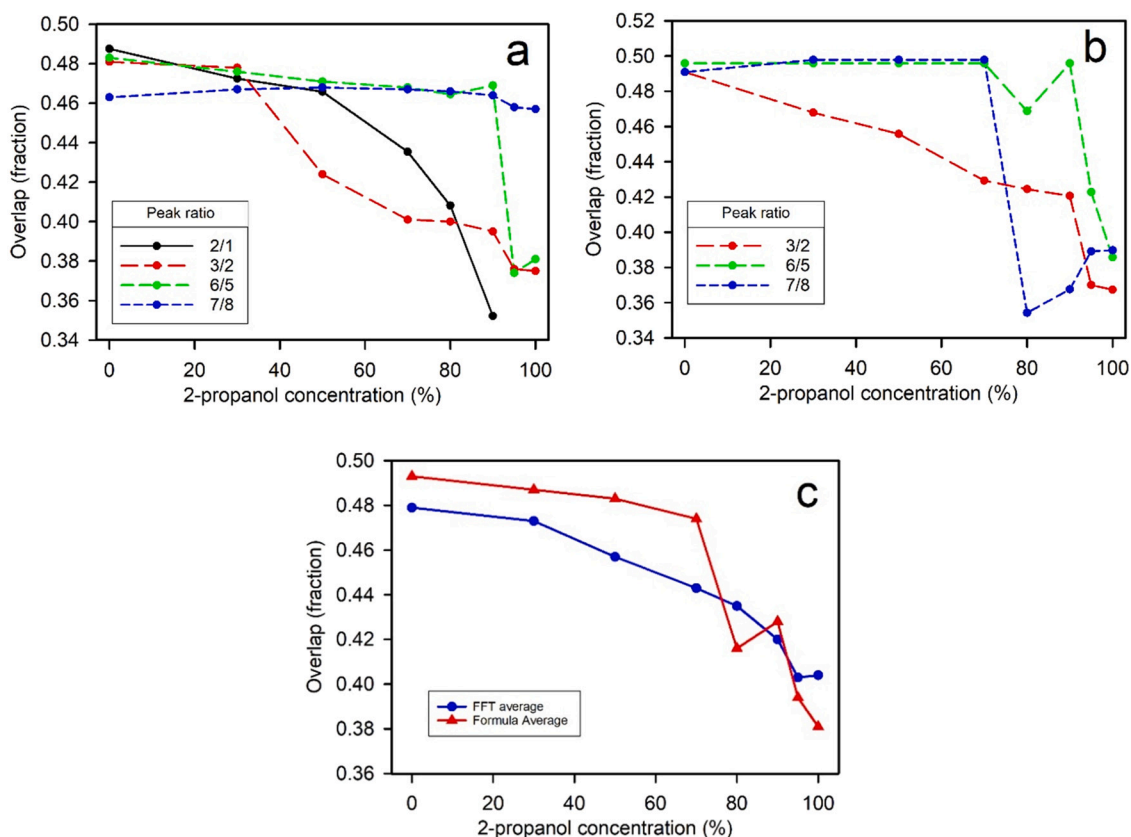 a
0.50
0.48
0.46
0.44
0.42
0.40
0.38
0.36
0.34
Overlap (fraction)
Peak ratio
2/1
3/2
6/5
7/8
0 20 40 60 80 100
2-propanol concentration (%)
b
0.52
0.50
0.48
0.46
0.44
0.42
0.40
0.38
0.36
0.34
Overlap (fraction)
Peak ratio
3/2
6/5
7/8
0 20 40 60 80 100
2-propanol concentration (%)
c
0.50
0.48
0.46
0.44
0.42
0.40
0.38
0.36
Overlap (fraction)
FFT average
Formula Average
0 20 40 60 80 100
2-propanol concentration (%)